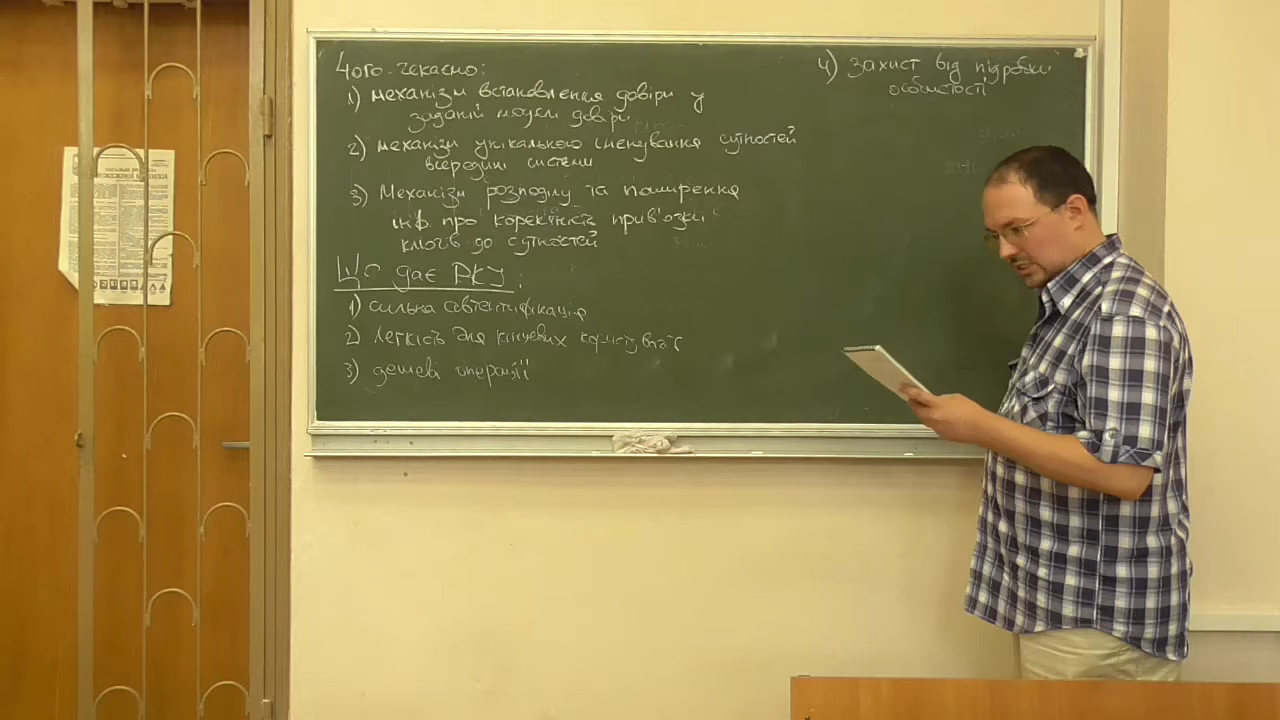 Чого чекаємо:
1) механізм встановлення довіри у
заданій моделі довіри
2) механізм унікального іменування сутностей
всередині системи
3) Механізм розподілу та поширення
інф. про коректність прив'язки
ключів до сутностей
Що дає PKI:
1) сильна автентифікація
2) легкість для кінцевих користувачів
3) дешеві операції
4) захист від підробки
особистості